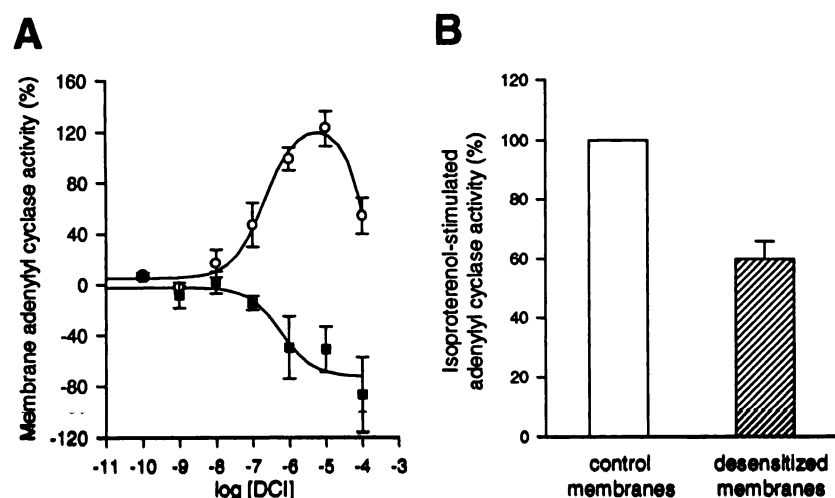 A
Membrane adenylyl cyclase activity (%)
160
120
80
40
0
-40
-80
-120
-11 -10 -9 -8 -7 -6 -5 -4 -3
log [DCI]
B
Isoproterenol-stimulated
adenylyl cyclase activity (%)
120
100
80
60
40
20
0
control
membranes
desensitized
membranes